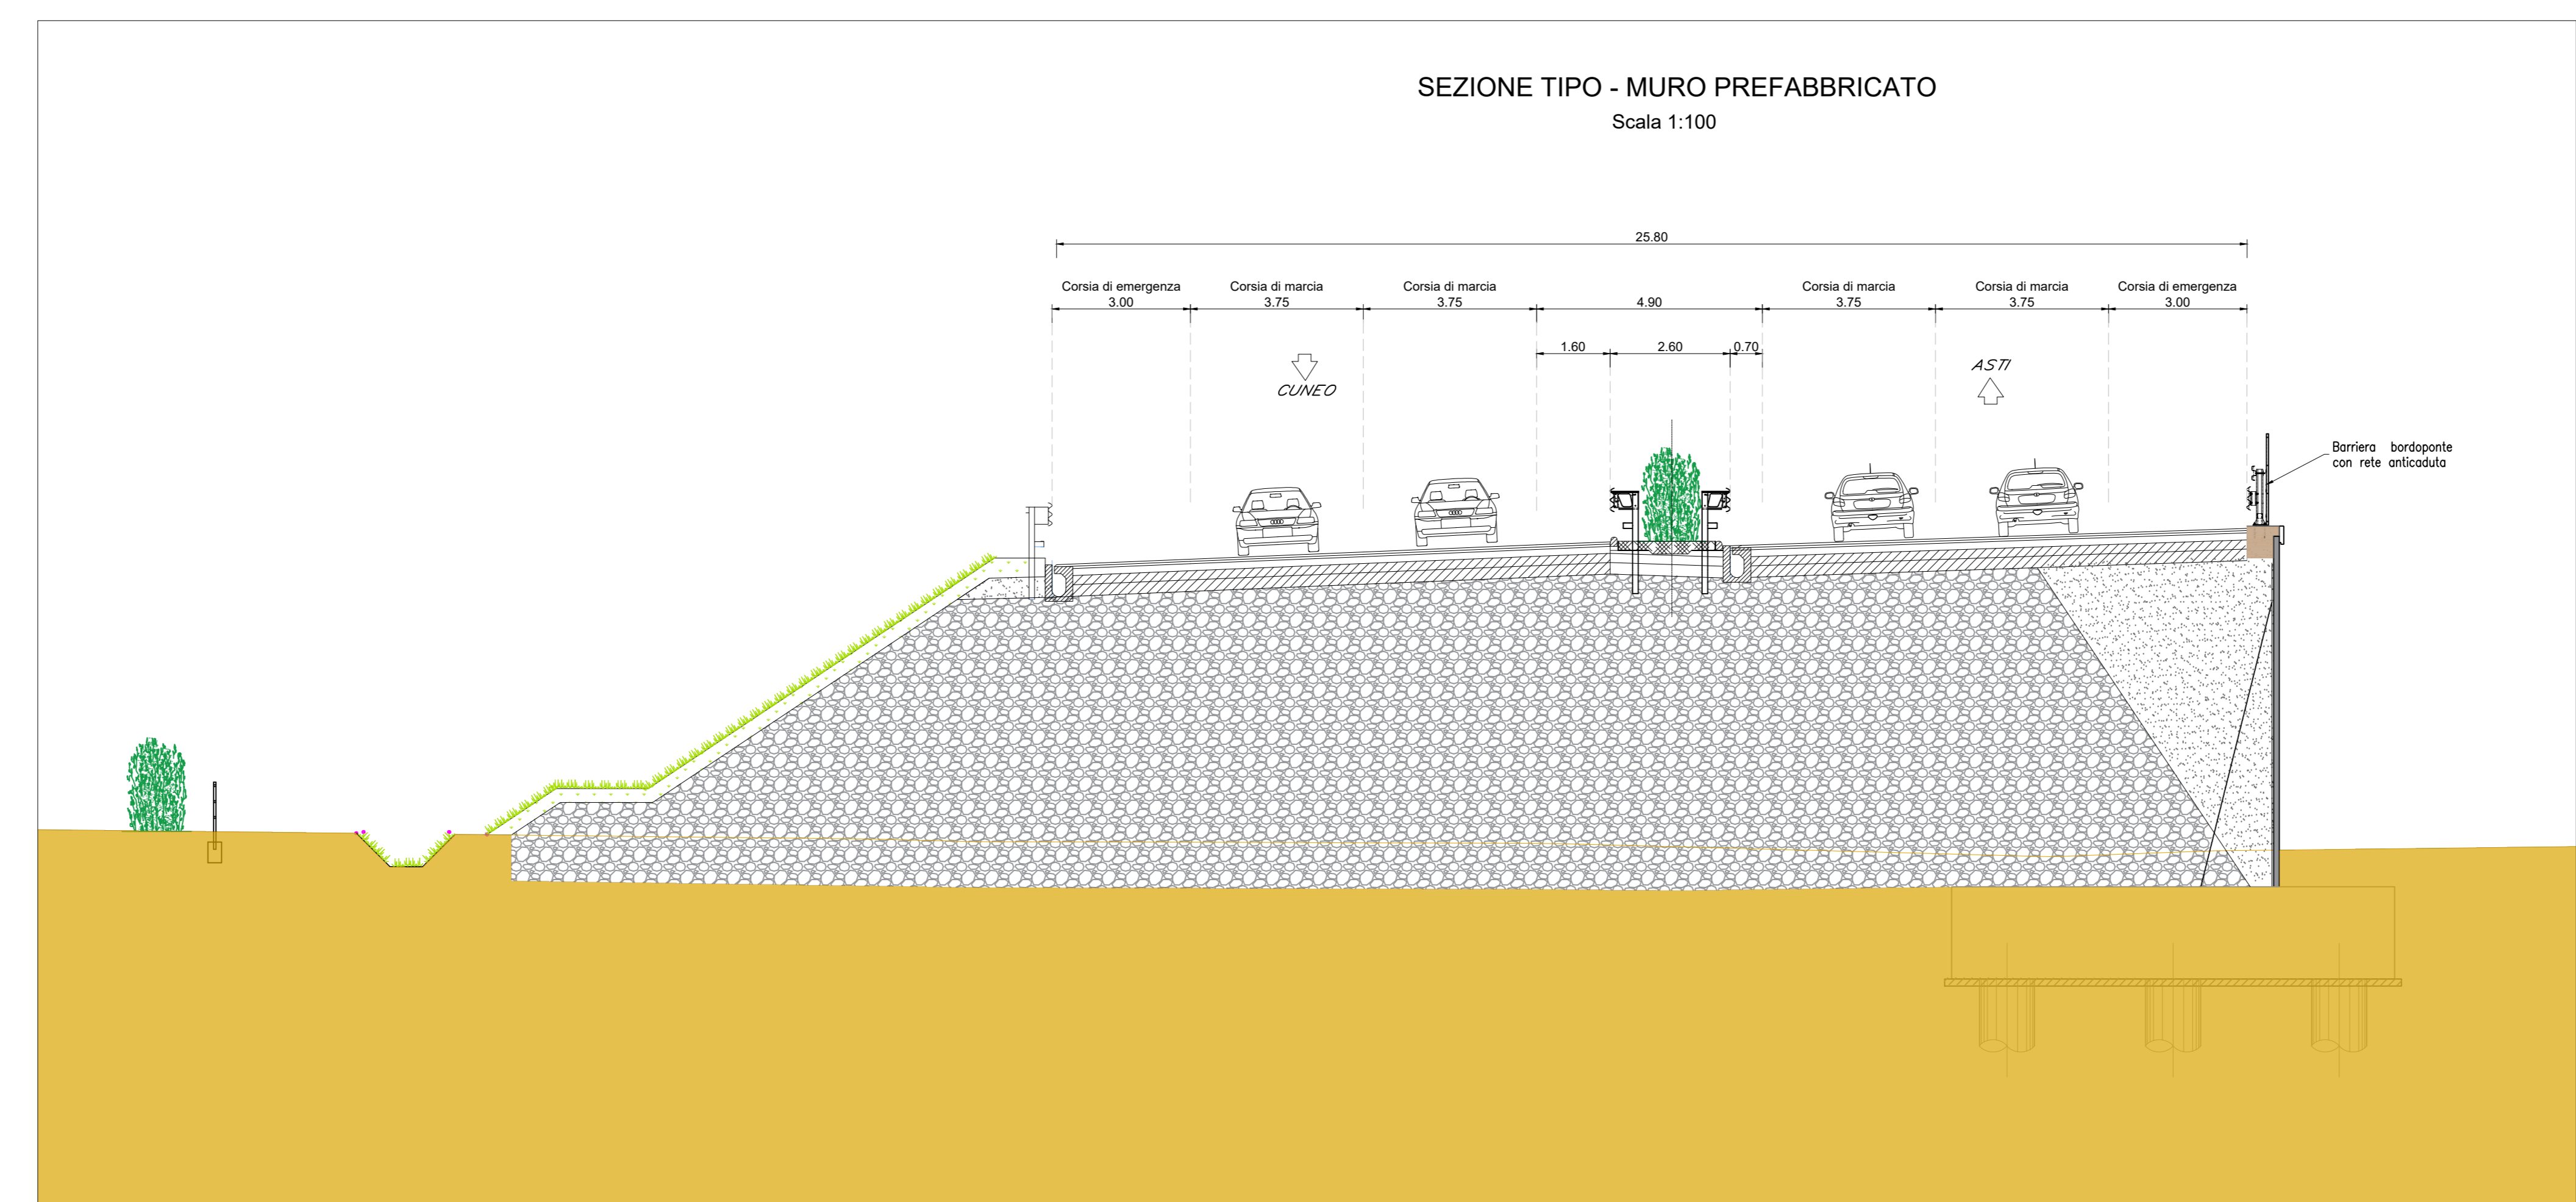 SEZIONE TIPO - MURO PREFABBRICATO
Scala 1:100
25.80
Corsia di emergenza
3.00
Corsia di marcia
3.75
Corsia di marcia
3.75
4.90
Corsia di marcia
3.75
Corsia di marcia
3.75
Corsia di emergenza
3.00
1.60
2.60
0.70
CUNEO
ASTI
Barriera bordoponte
con rete anticaduta